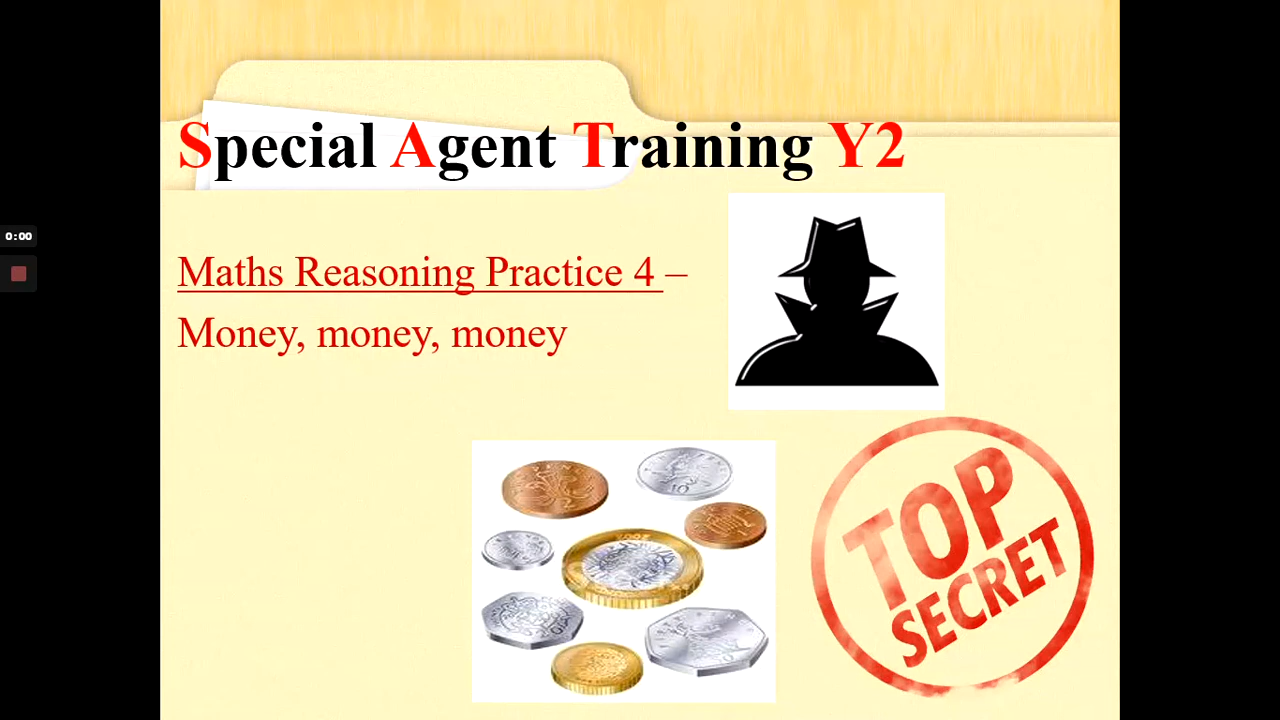 Special Agent Training Y2
0:00
Maths Reasoning Practice 4 –
Money, money, money
TOP
SECRET